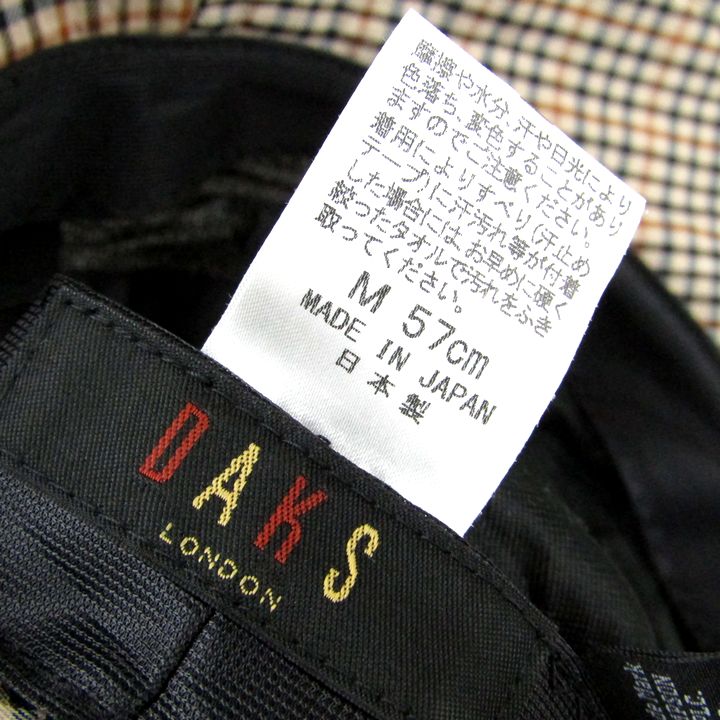 摩擦や水分、汗や日光により
色落ち、変色することがあり
ますのでご注意ください。
着用によりすべり(汗止め
テープ)に汗汚れ等が付着
した場合には、お早めに硬く
絞ったタオルで汚れをふき
取ってください。
M 57cm
MADE IN JAPAN
日本製
DAKS
LONDON